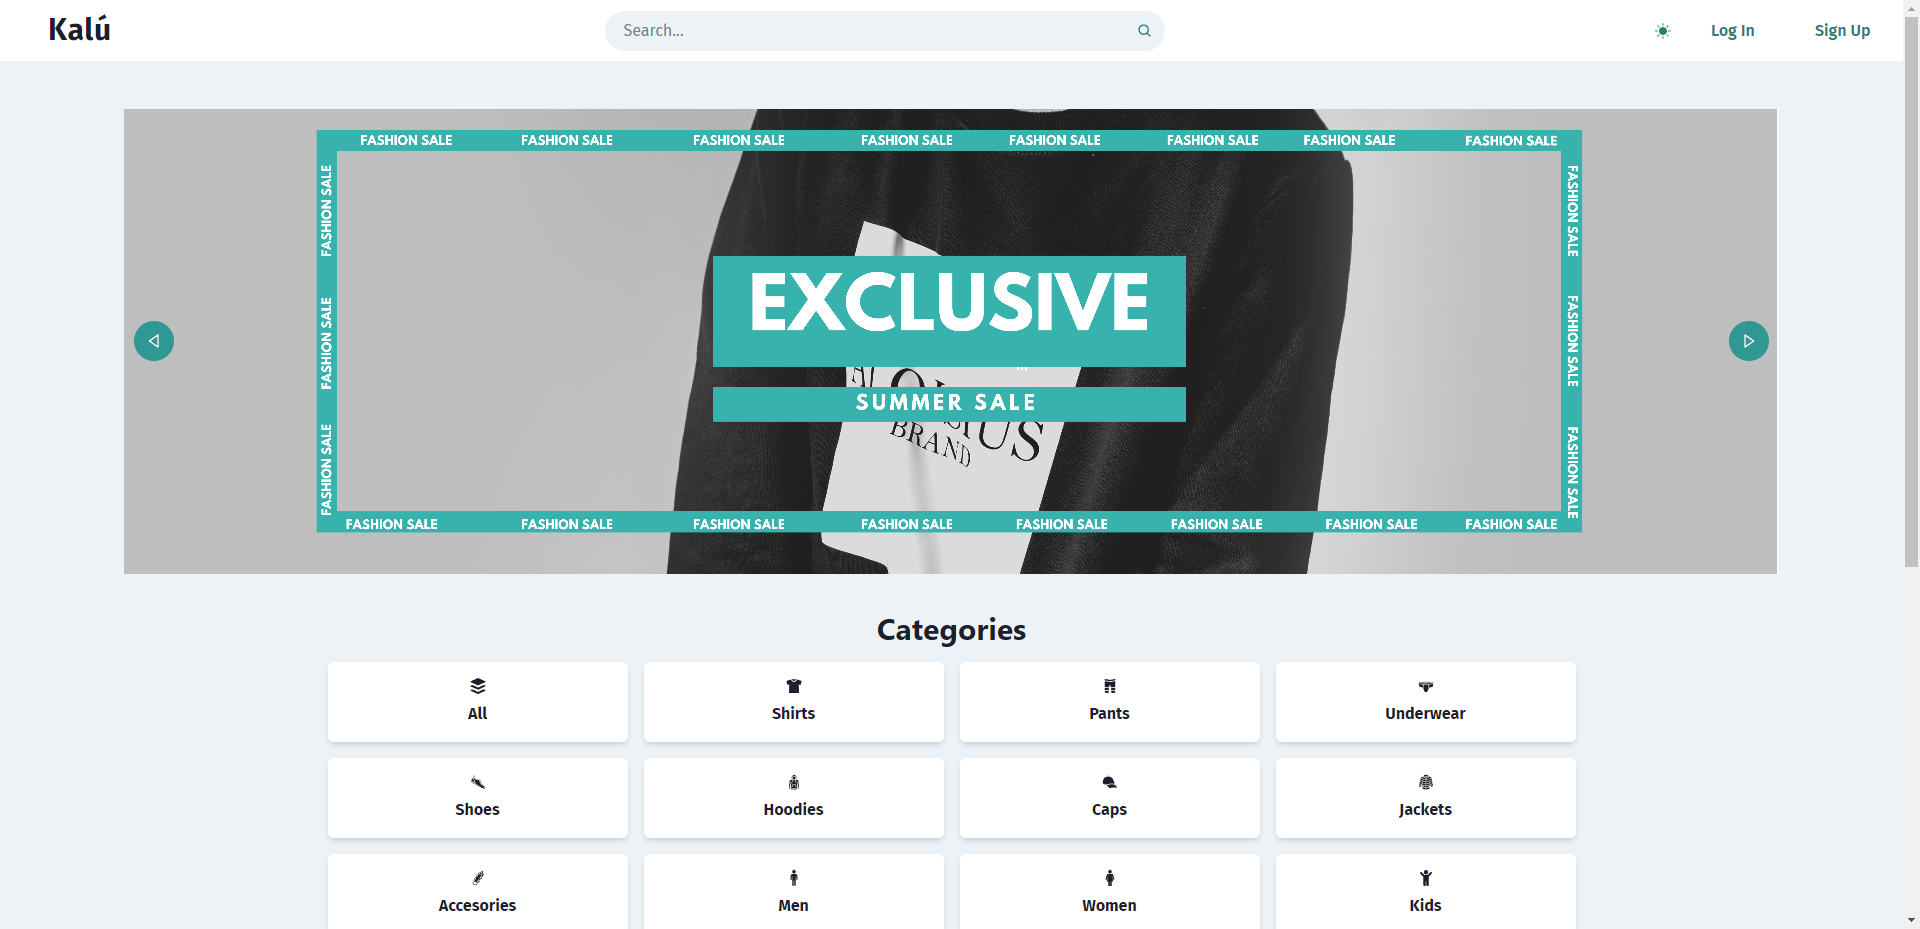 Kalú
Search...
Log In
Sign Up
FASHION SALE FASHION SALE FASHION SALE FASHION SALE FASHION SALE FASHION SALE FASHION SALE FASHION SALE
FASHION SALE
FASHION SALE
FASHION SALE
FASHION SALE
FASHION SALE
FASHION SALE
EXCLUSIVE
SUMMER SALE
BRAND
FASHION SALE FASHION SALE FASHION SALE FASHION SALE FASHION SALE FASHION SALE FASHION SALE FASHION SALE
Categories
All
Shirts
Pants
Underwear
Shoes
Hoodies
Caps
Jackets
Accesories
Men
Women
Kids